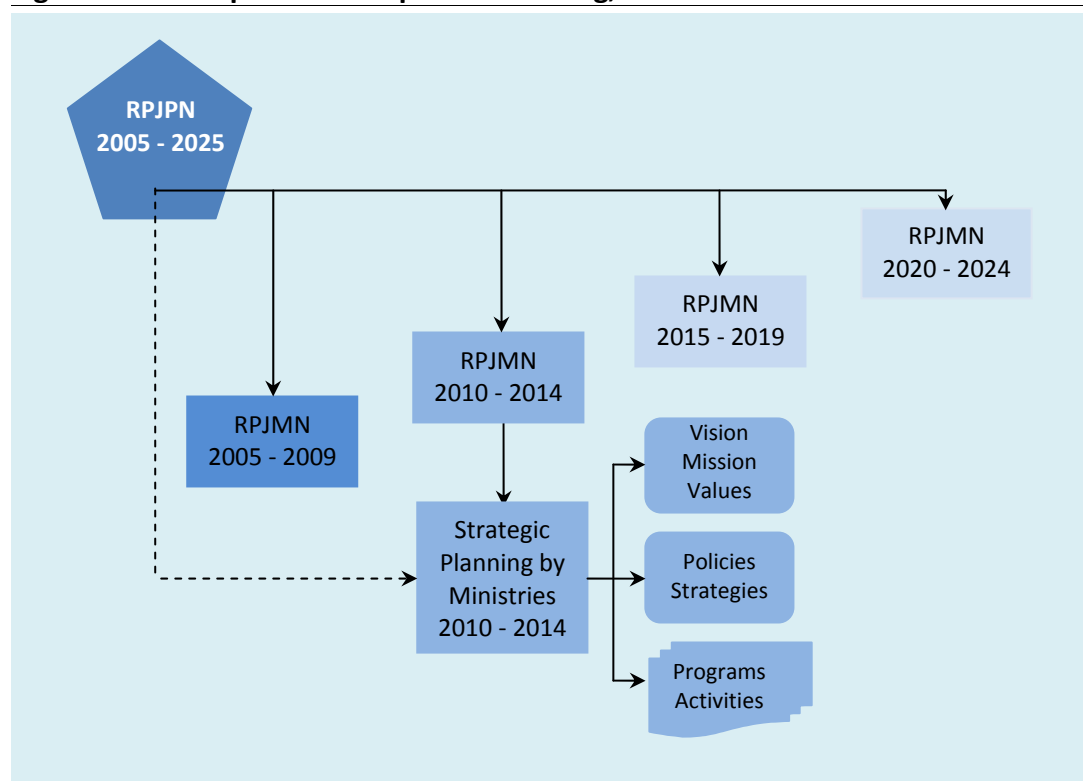 RPJPN
2005 - 2025
RPJMN
2020 - 2024
RPJMN
2015 - 2019
RPJMN
2010 - 2014
RPJMN
2005 - 2009
Vision
Mission
Values
Strategic
Planning by
Ministries
2010 - 2014
Policies
Strategies
Programs
Activities